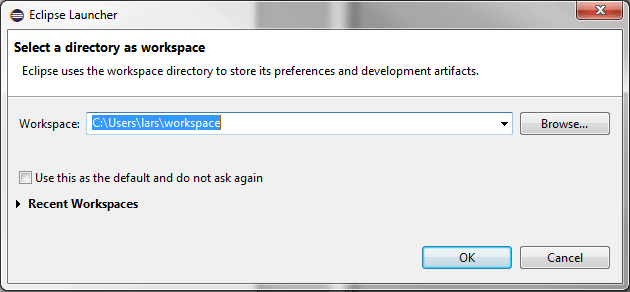 Eclipse Launcher
Select a directory as workspace
Eclipse uses the workspace directory to store its preferences and development artifacts.
Workspace: C:\Users\lars\workspace Browse...
Use this as the default and do not ask again
Recent Workspaces
OK Cancel